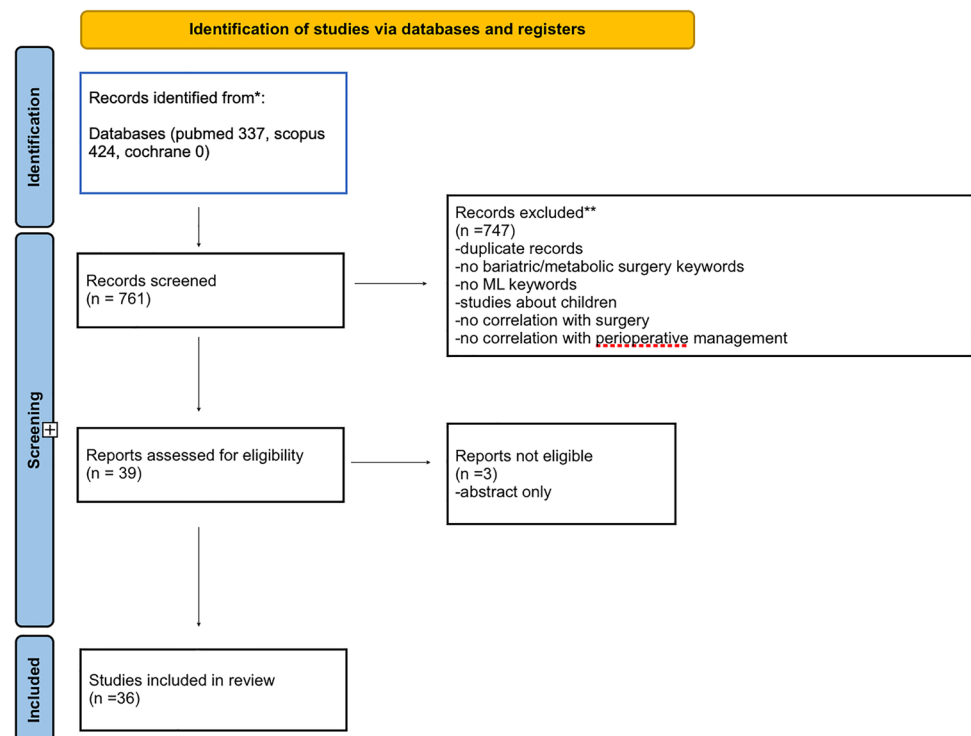 Identification of studies via databases and registers
Identification
Records identified from*:
Databases (pubmed 337, scopus
424, cochrane 0)
Records excluded**
(n =747)
-duplicate records
-no bariatric/metabolic surgery keywords
-no ML keywords
-studies about children
-no correlation with surgery
-no correlation with perioperative management
Screening
Records screened
(n = 761)
Reports assessed for eligibility
(n = 39)
Reports not eligible
(n =3)
-abstract only
Included
Studies included in review
(n =36)